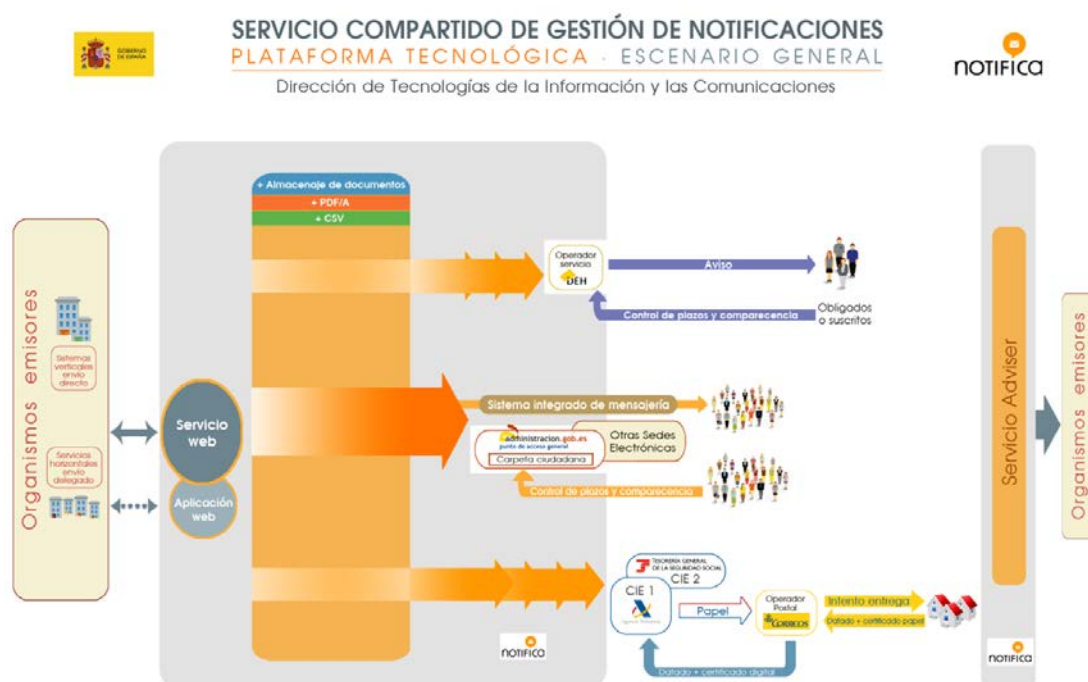 GOBIERNO
DE ESPAÑA
SERVICIO COMPARTIDO DE GESTIÓN DE NOTIFICACIONES
PLATAFORMA TECNOLÓGICA · ESCENARIO GENERAL
Dirección de Tecnologías de la Información y las Comunicaciones
notifica
Organismos emisores
Sistemas
verticales
envío
directo
Servicios
horizontales
envío
delegado
Servicio
web
Aplicación
web
+ Almacenaje de documentos
+ PDF/A
+ CSV
Operador
servicio
DEH
Aviso
Control de plazos y comparecencia
Obligados
o suscritos
Sistema integrado de mensajería
administracion.gob.es
punto de acceso general
Carpeta ciudadana
Otras Sedes
Electrónicas
Control de plazos y comparecencia
TESORERÍA GENERAL
DE LA SEGURIDAD SOCIAL
CIE 2
CIE 1
Agencia Tributaria
Papel
Operador
Postal
CORREOS
Intento entrega
Datado + certificado papel
Datado + certificado digital
notifica
Servicio Adviser
notifica
Organismos emisores